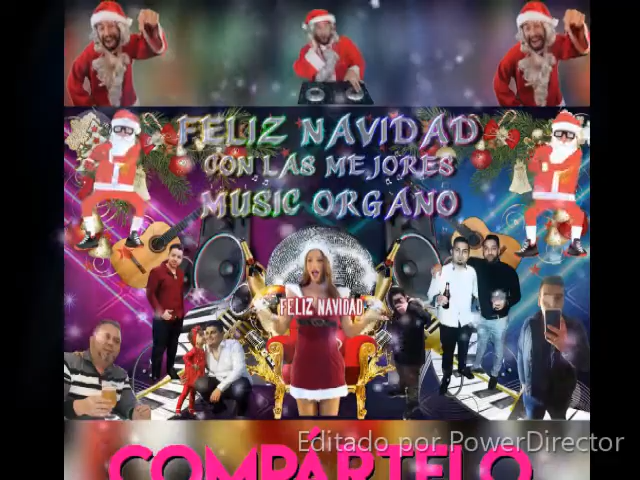 FELIZ NAVIDAD
CON LAS MEJORES
MUSIC ORGANO
FELIZ NAVIDAD
Editado por PowerDirector
COMPÁRTELO